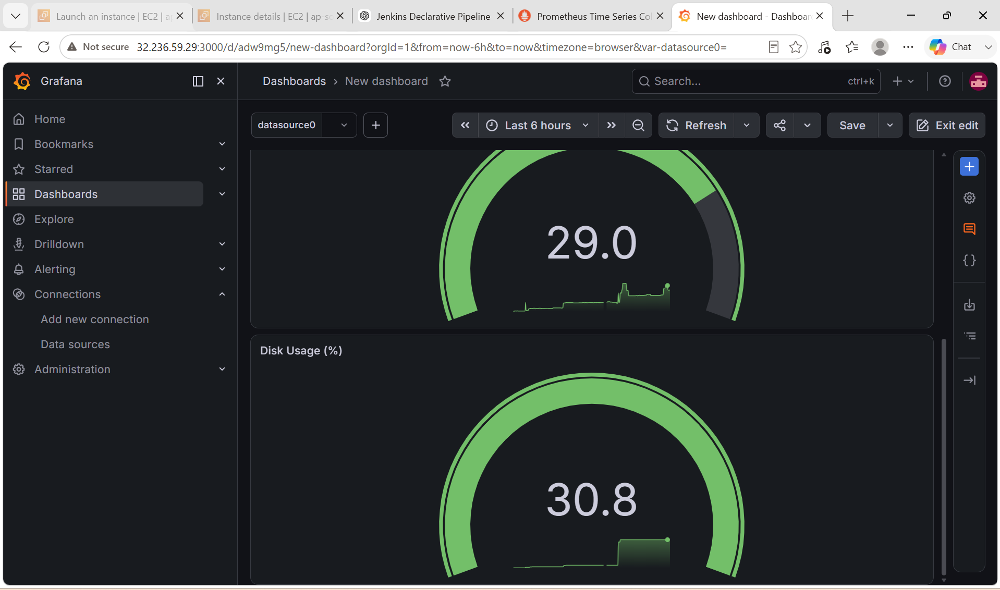 Launch an instance | EC2 | ap
Instance details | EC2 | ap-so
Jenkins Declarative Pipeline
Prometheus Time Series Col
New dashboard - Dashboar
Not secure 32.236.59.29:3000/d/adw9mg5/new-dashboard?orgId=1&from=now-6h&to=now&timezone=browser&var-datasource0=
Chat
Grafana
Dashboards › New dashboard
Search...
ctrl+k
Home
Bookmarks
Starred
Dashboards
Explore
Drilldown
Alerting
Connections
Add new connection
Data sources
Administration
datasource0
Last 6 hours
Refresh
Save
Exit edit
29.0
Disk Usage (%)
30.8